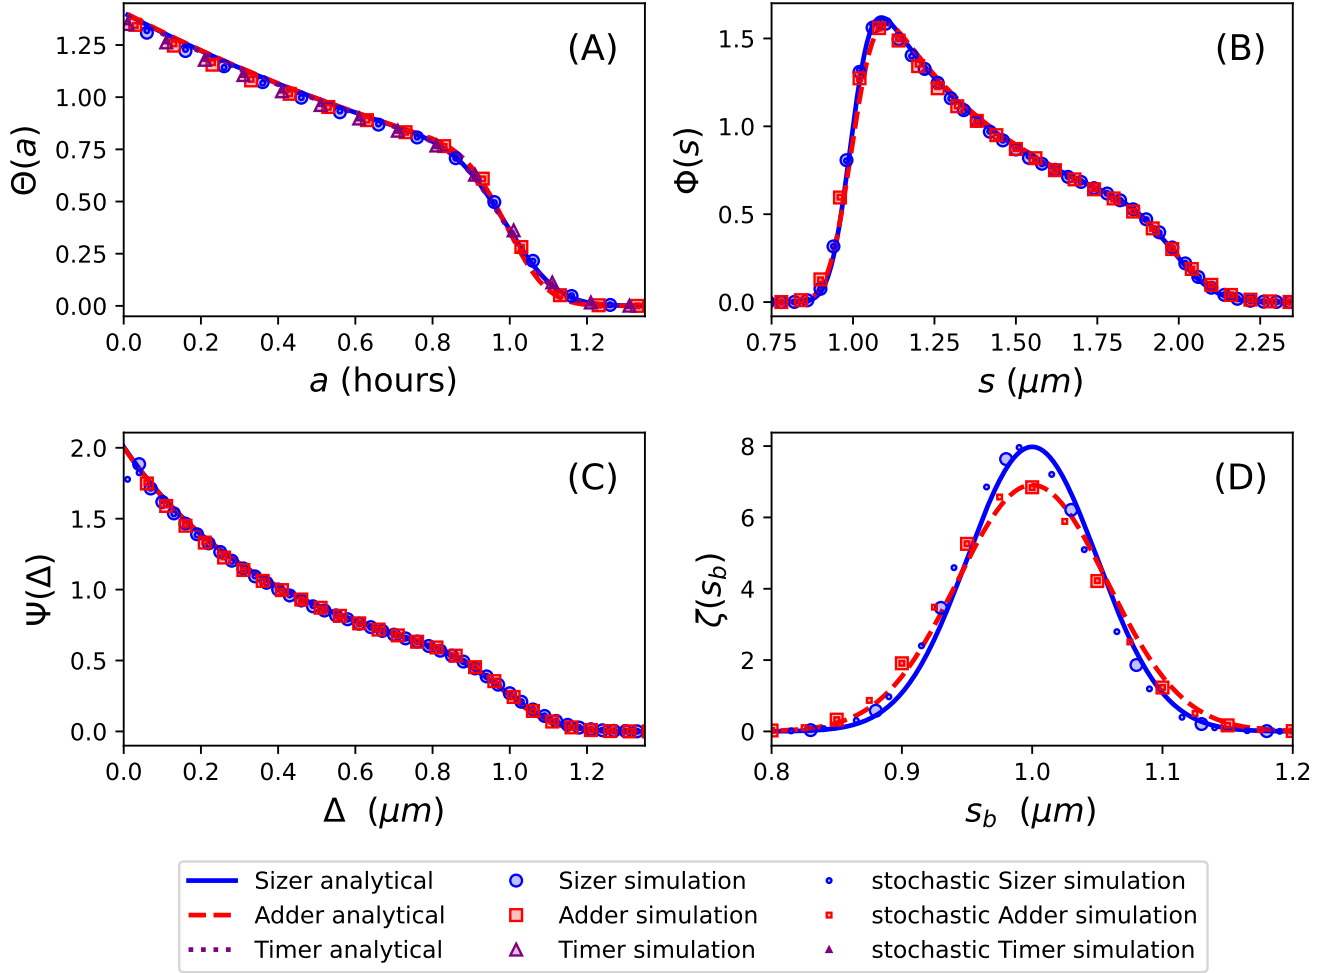 (A)
Θ(a)
1.25
1.00
0.75
0.50
0.25
0.00
0.0 0.2 0.4 0.6 0.8 1.0 1.2
a (hours)
(B)
Φ(s)
1.5
1.0
0.5
0.0
0.75 1.00 1.25 1.50 1.75 2.00 2.25
s (μm)
(C)
Ψ(Δ)
2.0
1.5
1.0
0.5
0.0
0.0 0.2 0.4 0.6 0.8 1.0 1.2
Δ (μm)
(D)
ζ(s_b)
8
6
4
2
0
0.8 0.9 1.0 1.1 1.2
s_b (μm)
Sizer analytical Sizer simulation stochastic Sizer simulation
Adder analytical Adder simulation stochastic Adder simulation
Timer analytical Timer simulation stochastic Timer simulation